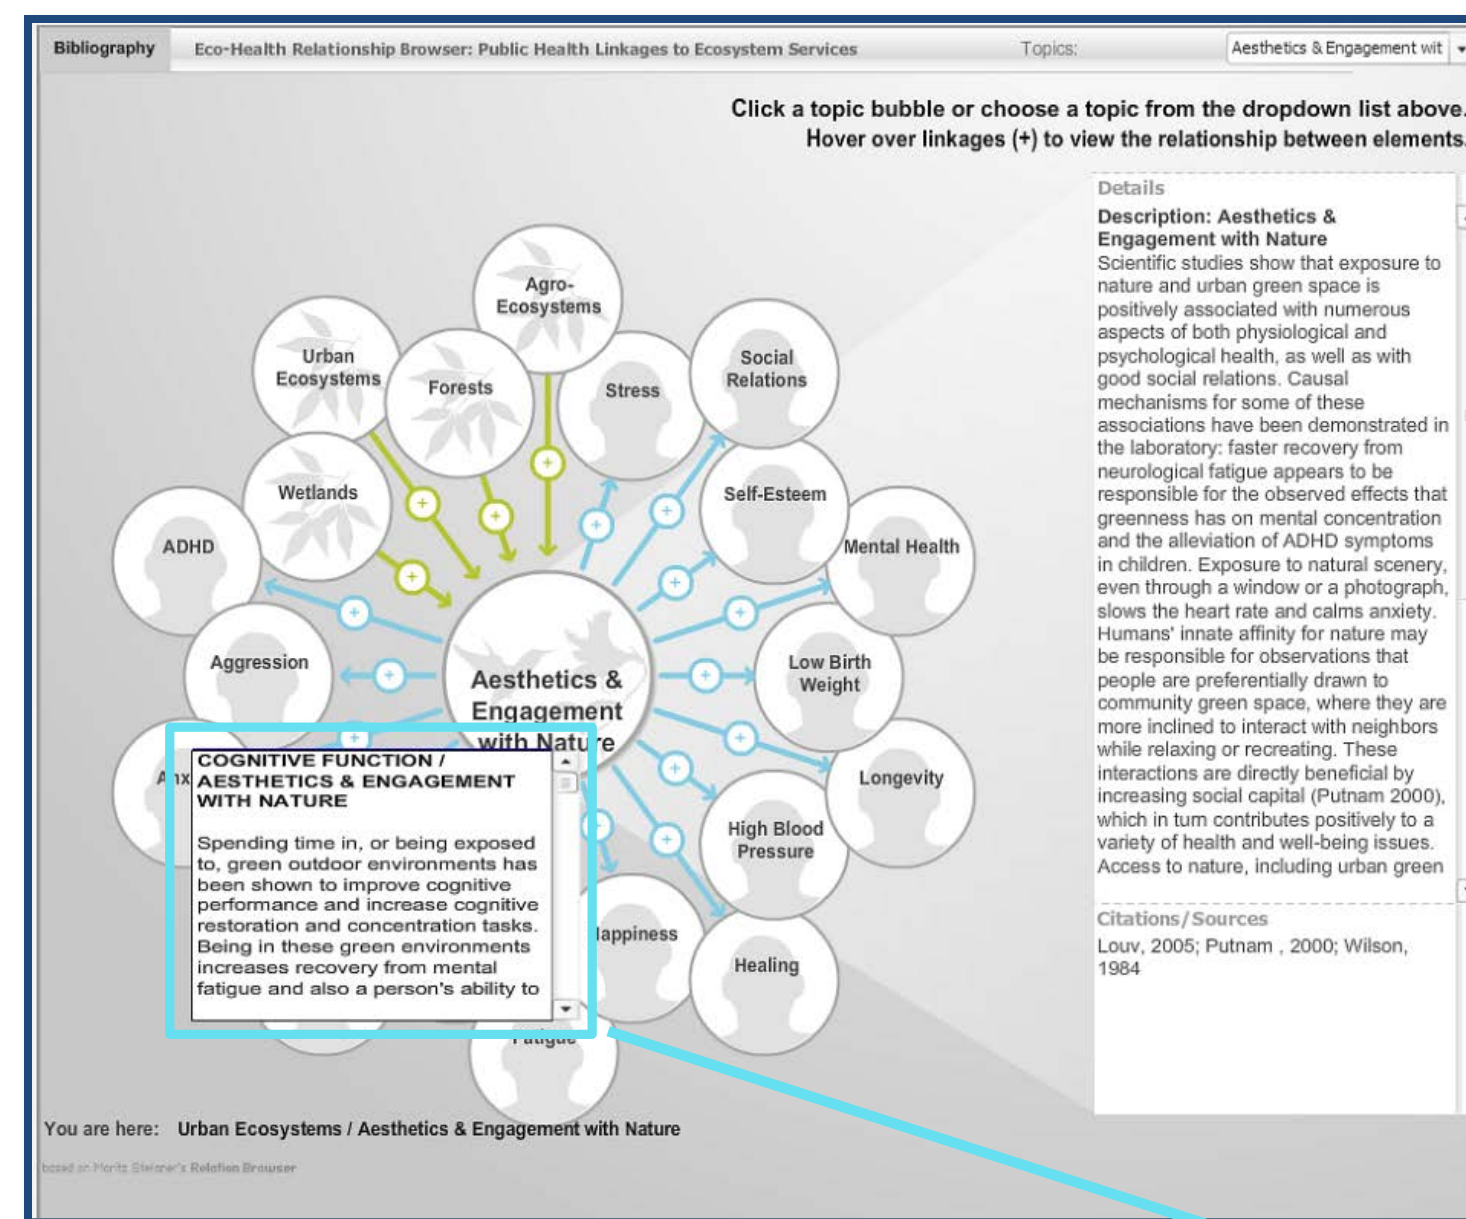 Bibliography
Eco-Health Relationship Browser: Public Health Linkages to Ecosystem Services
Topics:
Aesthetics & Engagement wit
Click a topic bubble or choose a topic from the dropdown list above.
Hover over linkages (+) to view the relationship between elements.
Agro-
Ecosystems
Urban
Ecosystems
Forests
Stress
Social
Relations
Wetlands
Self-Esteem
ADHD
Mental Health
Aggression
Low Birth
Weight
Aesthetics &
Engagement
with Nature
Longevity
High Blood
Pressure
Healing
Fatigue
COGNITIVE FUNCTION /
AESTHETICS & ENGAGEMENT
WITH NATURE
Spending time in, or being exposed
to, green outdoor environments has
been shown to improve cognitive
performance and increase cognitive
restoration and concentration tasks.
Being in these green environments
increases recovery from mental
fatigue and also a person's ability to
Details
Description: Aesthetics &
Engagement with Nature
Scientific studies show that exposure to
nature and urban green space is
positively associated with numerous
aspects of both physiological and
psychological health, as well as with
good social relations. Causal
mechanisms for some of these
associations have been demonstrated in
the laboratory: faster recovery from
neurological fatigue appears to be
responsible for the observed effects that
greenness has on mental concentration
and the alleviation of ADHD symptoms
in children. Exposure to natural scenery,
even through a window or a photograph,
slows the heart rate and calms anxiety.
Humans' innate affinity for nature may
be responsible for observations that
people are preferentially drawn to
community green space, where they are
more inclined to interact with neighbors
while relaxing or recreating. These
interactions are directly beneficial by
increasing social capital (Putnam 2000),
which in turn contributes positively to a
variety of health and well-being issues.
Access to nature, including urban green
Citations/Sources
Louv, 2005; Putnam , 2000; Wilson,
1984
You are here: Urban Ecosystems / Aesthetics & Engagement with Nature
based on Moritz Stefaner's Relation Browser